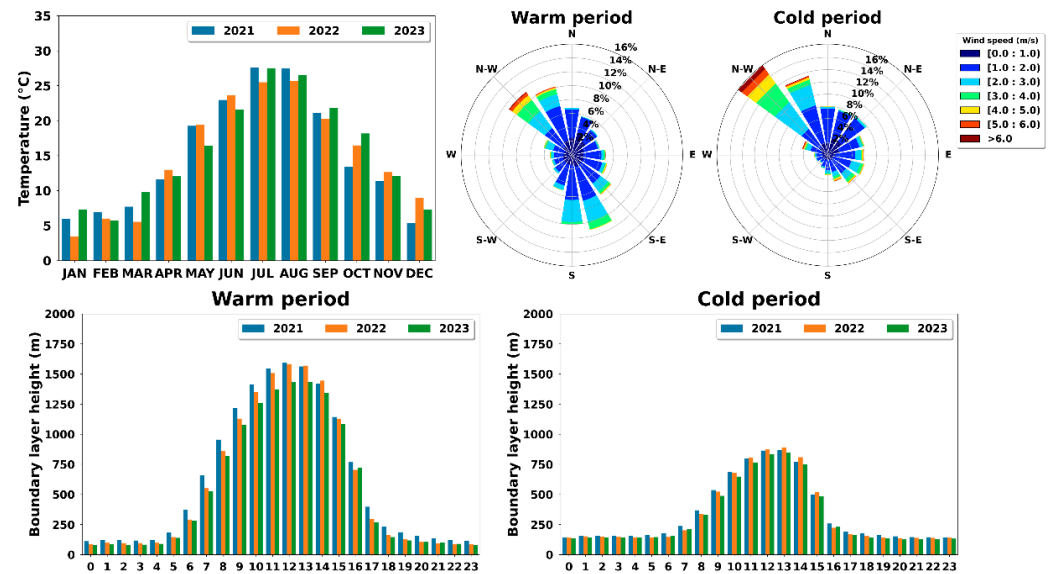 35
30
25
20
15
10
5
0
Temperature (°C)
2021 2022 2023
JAN FEB MAR APR MAY JUN JUL AUG SEP OCT NOV DEC
Warm period
N
N-E
E
S-E
S
S-W
W
N-W
16%
14%
12%
10%
8%
6%
4%
2%
Cold period
N
N-E
E
S-E
S
S-W
W
N-W
16%
14%
12%
10%
8%
6%
4%
2%
Wind speed (m/s)
[0.0 : 1.0)
[1.0 : 2.0)
[2.0 : 3.0)
[3.0 : 4.0)
[4.0 : 5.0)
[5.0 : 6.0)
>6.0
Warm period
2000
1750
1500
1250
1000
750
500
250
0
Boundary layer height (m)
2021 2022 2023
0 1 2 3 4 5 6 7 8 9 10 11 12 13 14 15 16 17 18 19 20 21 22 23
Cold period
2000
1750
1500
1250
1000
750
500
250
0
Boundary layer height (m)
2021 2022 2023
0 1 2 3 4 5 6 7 8 9 10 11 12 13 14 15 16 17 18 19 20 21 22 23